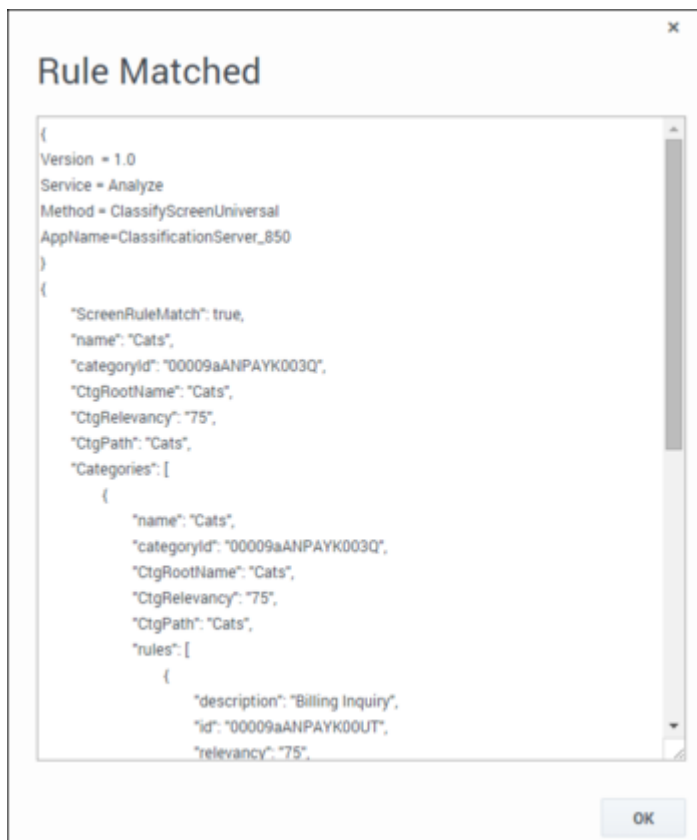 ×
Rule Matched
{
Version = 1.0
Service = Analyze
Method = ClassifyScreenUniversal
AppName=ClassificationServer_850
}
{
"ScreenRuleMatch": true,
"name": "Cats",
"categoryId": "00009aANPAYK003Q",
"CtgRootName": "Cats",
"CtgRelevancy": "75",
"CtgPath": "Cats",
"Categories": [
{
"name": "Cats",
"categoryId": "00009aANPAYK003Q",
"CtgRootName": "Cats",
"CtgRelevancy": "75",
"CtgPath": "Cats",
"rules": [
{
"description": "Billing Inquiry",
"id": "00009aANPAYK00UT",
"relevancy": "75",
OK